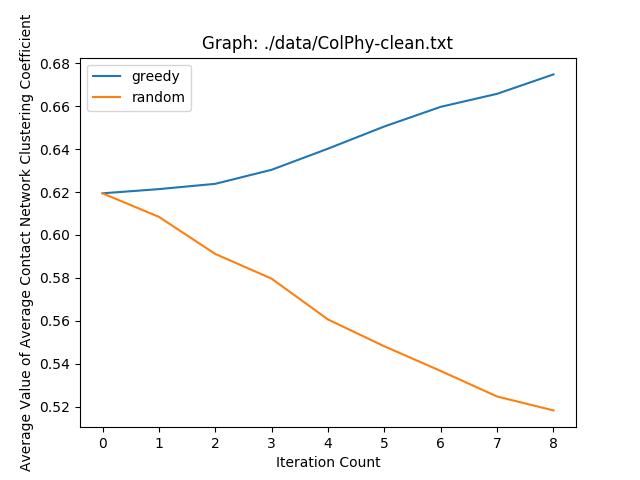 Graph: ./data/ColPhy-clean.txt
greedy
random
Average Value of Average Contact Network Clustering Coefficient
0.68
0.66
0.64
0.62
0.60
0.58
0.56
0.54
0.52
0 1 2 3 4 5 6 7 8
Iteration Count